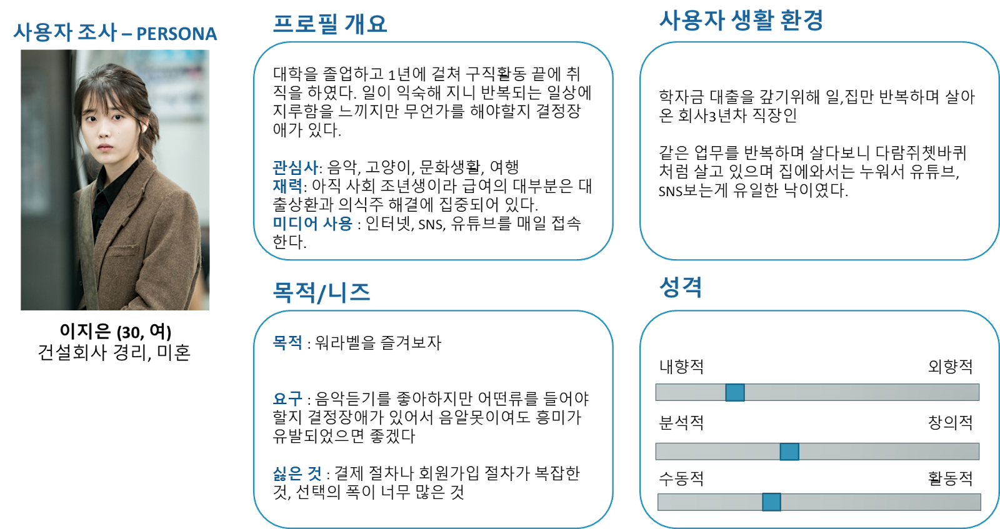 사용자 조사 – PERSONA
이지은 (30, 여)
건설회사 경리, 미혼
프로필 개요
대학을 졸업하고 1년에 걸쳐 구직활동 끝에 취
직을 하였다. 일이 익숙해 지니 반복되는 일상에
지루함을 느끼지만 무언가를 해야할지 결정장
애가 있다.
관심사: 음악, 고양이, 문화생활, 여행
재력: 아직 사회 조년생이라 급여의 대부분은 대
출상환과 의식주 해결에 집중되어 있다.
미디어 사용 : 인터넷, SNS, 유튜브를 매일 접속
한다.
사용자 생활 환경
학자금 대출을 갚기위해 일,집만 반복하며 살아
온 회사3년차 직장인
같은 업무를 반복하며 살다보니 다람쥐쳇바퀴
처럼 살고 있으며 집에와서는 누워서 유튜브,
SNS보는게 유일한 낙이였다.
목적/니즈
목적 : 워라벨을 즐겨보자
요구 : 음악듣기를 좋아하지만 어떤류를 들어야
할지 결정장애가 있어서 음알못이여도 흥미가
유발되었으면 좋겠다
싫은 것 : 결제 절차나 회원가입 절차가 복잡한
것, 선택의 폭이 너무 많은 것
성격
내향적 외향적
분석적 창의적
수동적 활동적